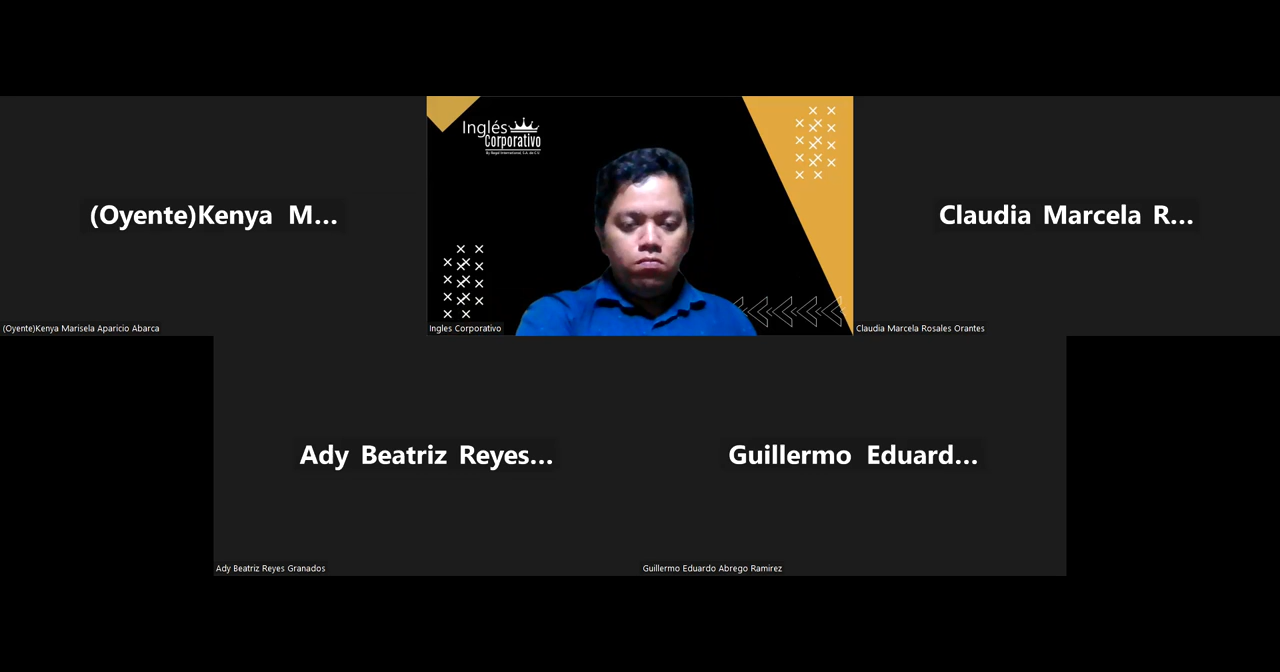 (Oyente)Kenya M...
(Oyente)Kenya Marisela Aparicio Abarca
Inglés
Corporativo
Ingles Corporativo
Claudia Marcela R...
Claudia Marcela Rosales Orantes
Ady Beatriz Reyes...
Ady Beatriz Reyes Granados
Guillermo Eduard...
Guillermo Eduardo Abrego Ramirez